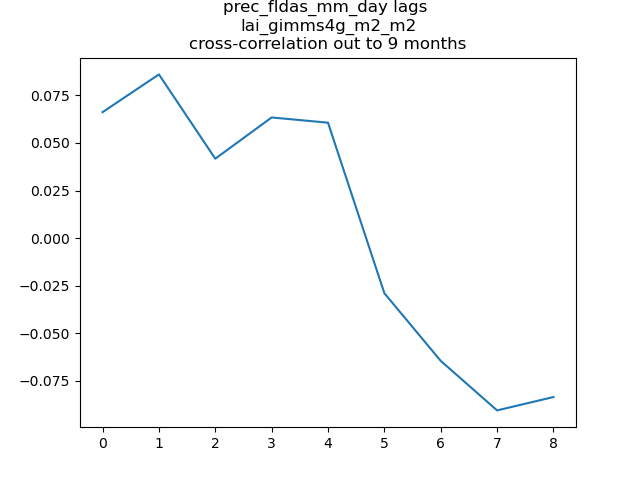 prec_fldas_mm_day lags
lai_gimms4g_m2_m2
cross-correlation out to 9 months
0.075
0.050
0.025
0.000
−0.025
−0.050
−0.075
0 1 2 3 4 5 6 7 8